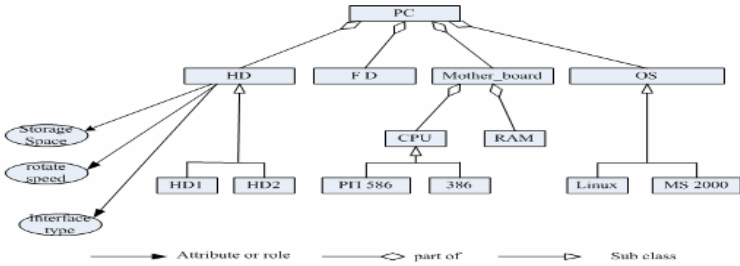 PC
HD
F D
Mother_board
OS
Storage
Space
CPU
RAM
rotate
speed
HD1
HD2
PII 586
386
Linux
MS 2000
Interface
type
Attribute or role
part of
Sub class